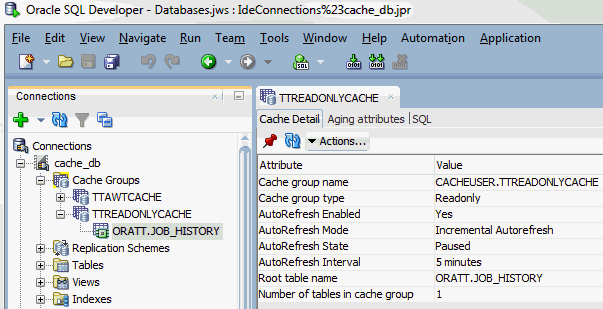 Oracle SQL Developer - Databases.jws : IdeConnections%23cache_db.jpr
File Edit View Navigate Run Team Tools Window Help Automation Application
SQL 0101 0101
Connections
Connections
cache_db
Cache Groups
TTAWTCACHE
TTREADONLYCACHE
ORATT.JOB_HISTORY
Replication Schemes
Tables
Views
Indexes
TTREADONLYCACHE
Cache Detail Aging attributes SQL
Actions...
Attribute Value
Cache group name CACHEUSER.TTREADONLYCACHE
Cache group type Readonly
AutoRefresh Enabled Yes
AutoRefresh Mode Incremental Autorefresh
AutoRefresh State Paused
AutoRefresh Interval 5 minutes
Root table name ORATT.JOB_HISTORY
Number of tables in cache group 1